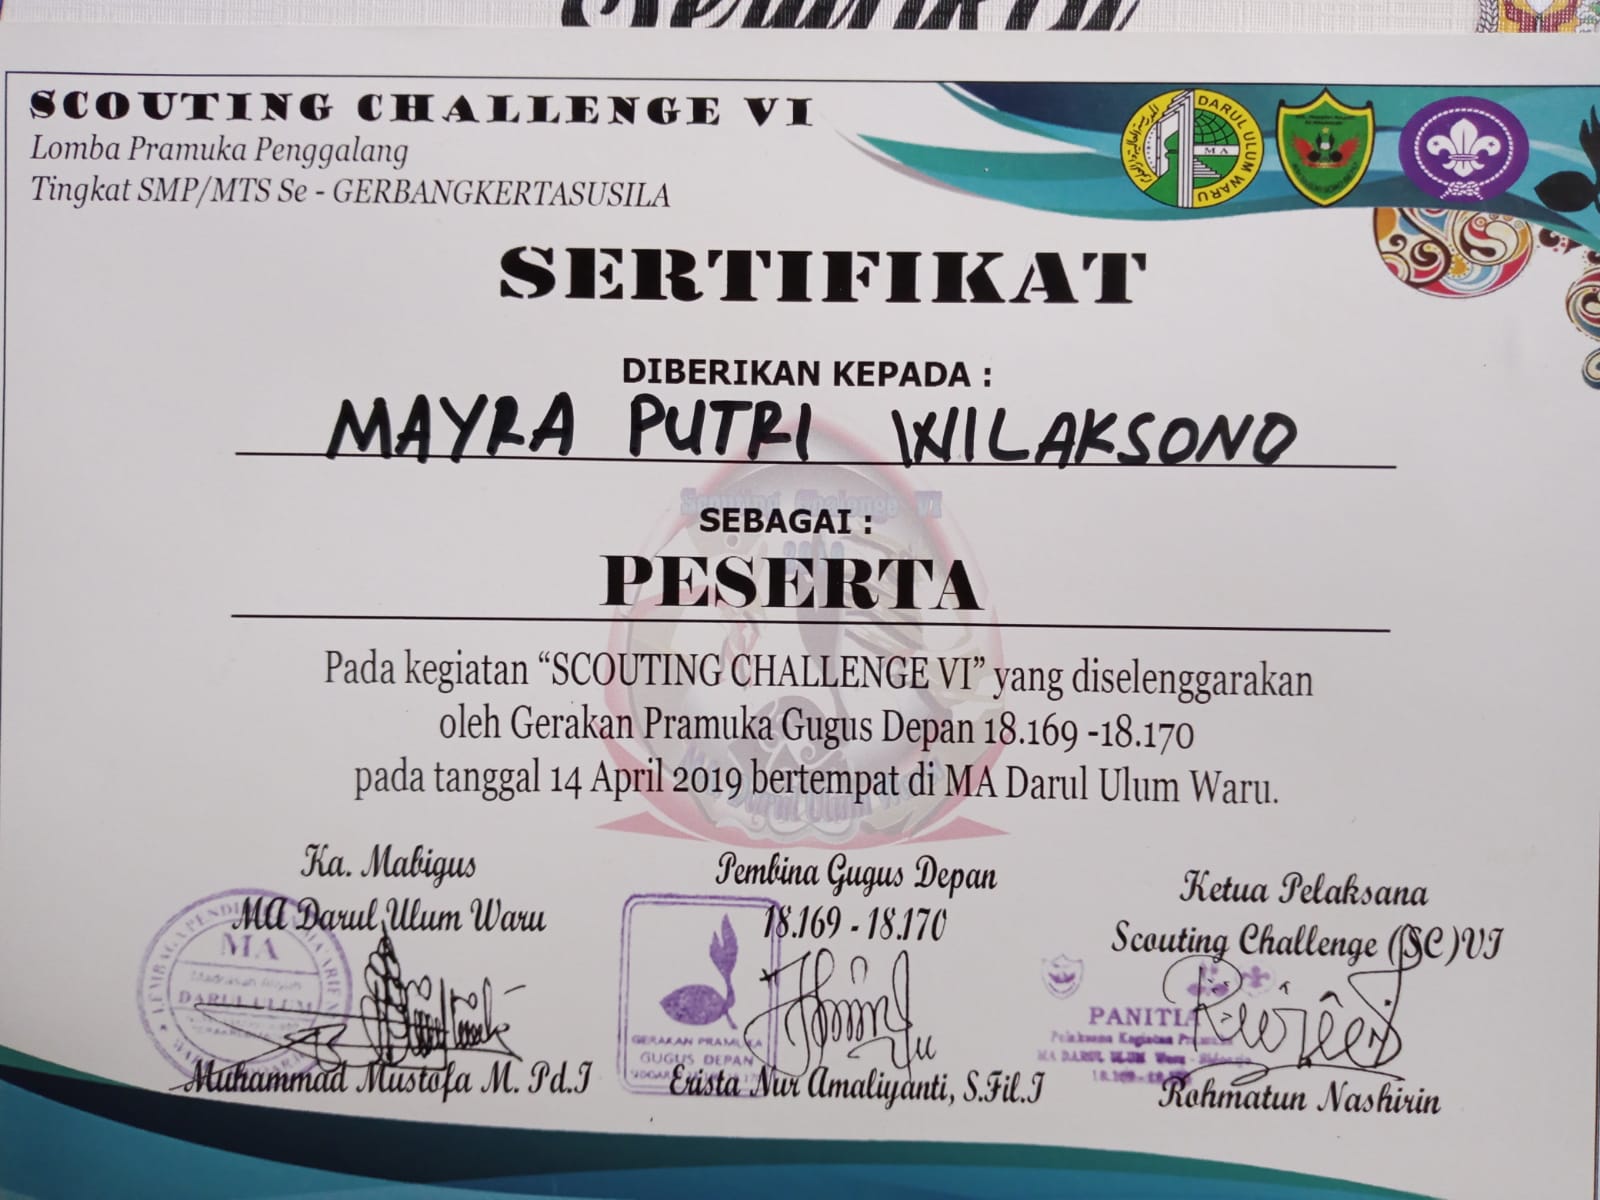 SCOUTING CHALLENGE VI
Lomba Pramuka Penggalang
Tingkat SMP/MTS Se - GERBANGKERTASUSILA
DARUL ULUM WARU
MA
SERTIFIKAT
DIBERIKAN KEPADA :
MAYRA PUTRI WILAKSONO
SEBAGAI :
PESERTA
Pada kegiatan “SCOUTING CHALLENGE VI” yang diselenggarakan
oleh Gerakan Pramuka Gugus Depan 18.169 -18.170
pada tanggal 14 April 2019 bertempat di MA Darul Ulum Waru.
Ka. Mabigus
MA Darul Ulum Waru
MA
DARUL ULUM
Muhammad Mustofa M. Pd.I
Pembina Gugus Depan
18.169 - 18.170
GERAKAN PRAMUKA
GUGUS DEPAN
Erista Nur Amaliyanti, S.Fil.I
Ketua Pelaksana
Scouting Challenge (SC)VI
PANITIA
Pelaksana Kegiatan
MA DARUL ULUM
Rohmatun Nashirin